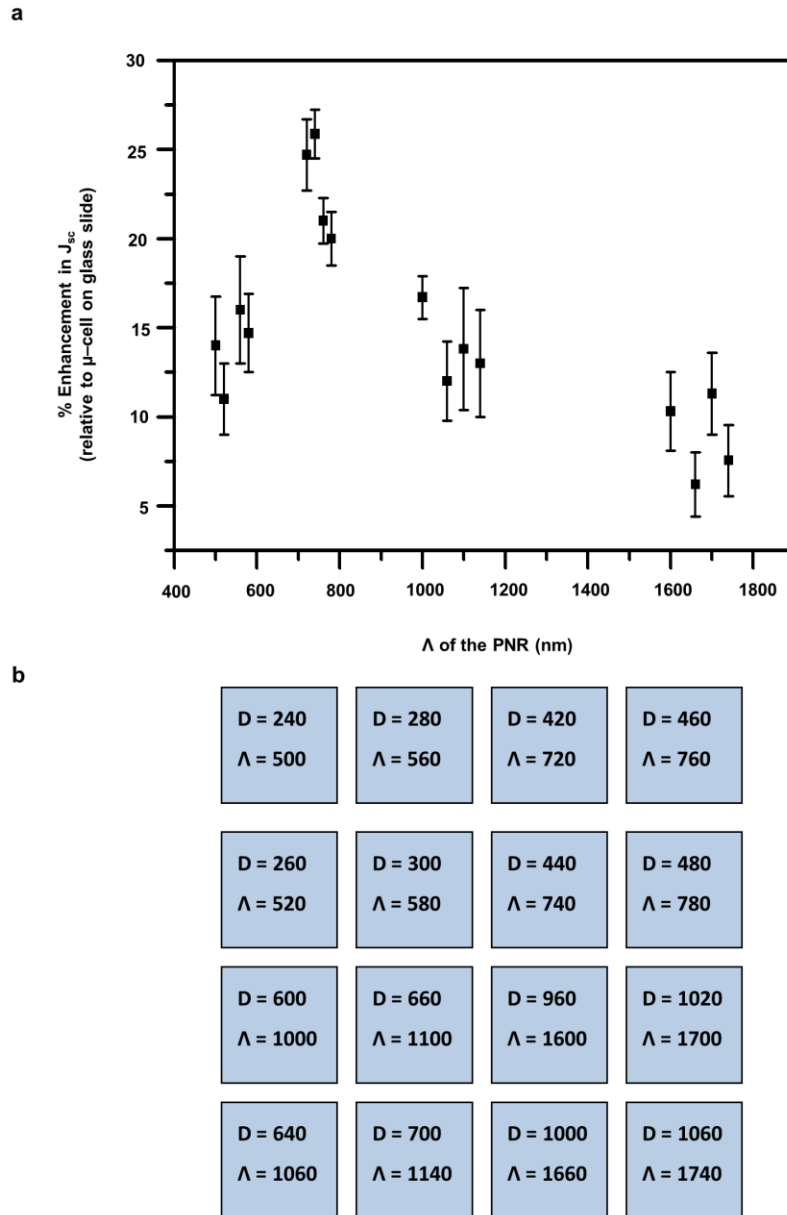 a
30
25
20
15
10
5
% Enhancement in Jsc
(relative to μ–cell on glass slide)
400 600 800 1000 1200 1400 1600 1800
Λ of the PNR (nm)
b
D = 240
Λ = 500
D = 280
Λ = 560
D = 420
Λ = 720
D = 460
Λ = 760
D = 260
Λ = 520
D = 300
Λ = 580
D = 440
Λ = 740
D = 480
Λ = 780
D = 600
Λ = 1000
D = 660
Λ = 1100
D = 960
Λ = 1600
D = 1020
Λ = 1700
D = 640
Λ = 1060
D = 700
Λ = 1140
D = 1000
Λ = 1660
D = 1060
Λ = 1740